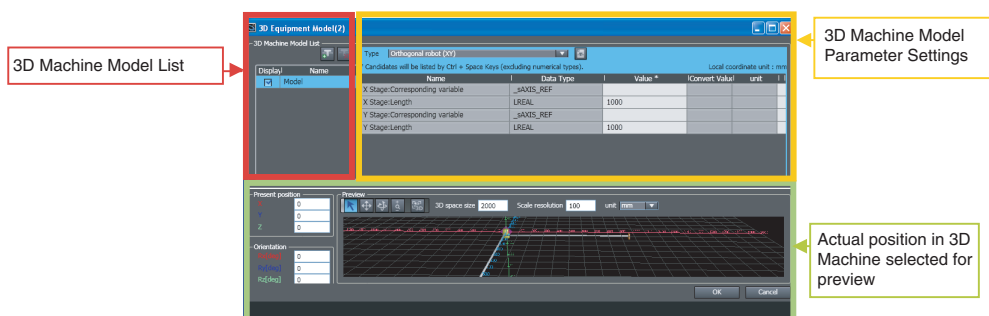 3D Equipment Model(2)
3D Machine Model List
3D Machine Model List
Display
Name
Model
Type
Orthogonal robot (XY)
Candidates will be listed by Ctrl + Space Keys (excluding numerical types).
Local coordinate unit : mm
Name
Data Type
Value *
Convert Valu
unit
X Stage:Corresponding variable
_sAXIS_REF
X Stage:Length
LREAL
1000
Y Stage:Corresponding variable
_sAXIS_REF
Y Stage:Length
LREAL
1000
3D Machine Model
Parameter Settings
Present position
X
0
Y
0
Z
0
Orientation
0
Ry[deg]
0
Rz[deg]
0
Preview
3D space size
2000
Scale resolution
100
unit
mm
OK
Cancel
Actual position in 3D
Machine selected for
preview